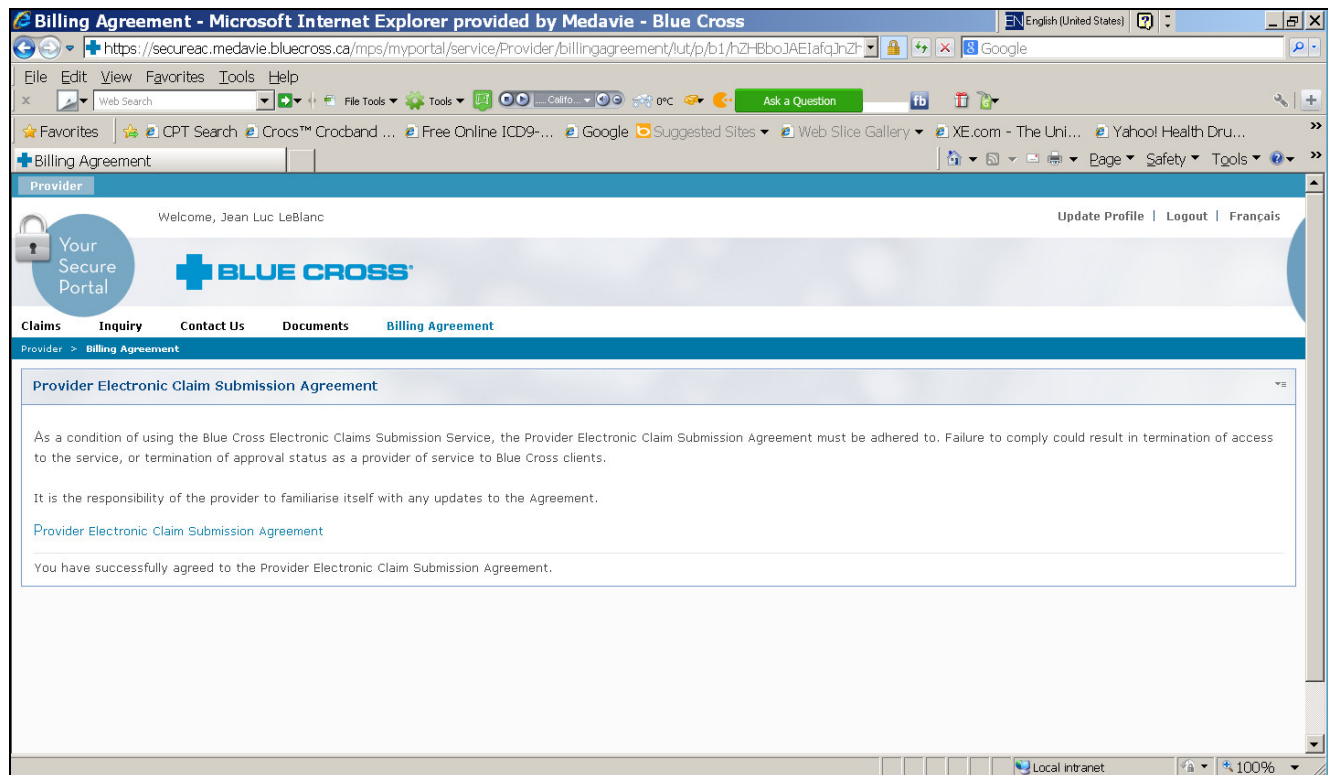 Billing Agreement - Microsoft Internet Explorer provided by Medavie - Blue Cross
EN English (United States)
https://secureac.medavie.bluecross.ca/mps/myportal/service/Provider/billingagreement/!ut/p/b1/
Google
File Edit View Favorites Tools Help
Web Search File Tools Tools .... Califo... 0°C Ask a Question fb
Favorites CPT Search Crocs™ Crocband ... Free Online ICD9-... Google Suggested Sites Web Slice Gallery XE.com - The Uni... Yahoo! Health Dru...
Billing Agreement
Page Safety Tools
Provider
Welcome, Jean Luc LeBlanc
Update Profile | Logout | Français
Your
Secure
Portal
BLUE CROSS®
Claims Inquiry Contact Us Documents Billing Agreement
Provider > Billing Agreement
Provider Electronic Claim Submission Agreement
As a condition of using the Blue Cross Electronic Claims Submission Service, the Provider Electronic Claim Submission Agreement must be adhered to. Failure to comply could result in termination of access
to the service, or termination of approval status as a provider of service to Blue Cross clients.
It is the responsibility of the provider to familiarise itself with any updates to the Agreement.
Provider Electronic Claim Submission Agreement
You have successfully agreed to the Provider Electronic Claim Submission Agreement.
Local intranet
100%